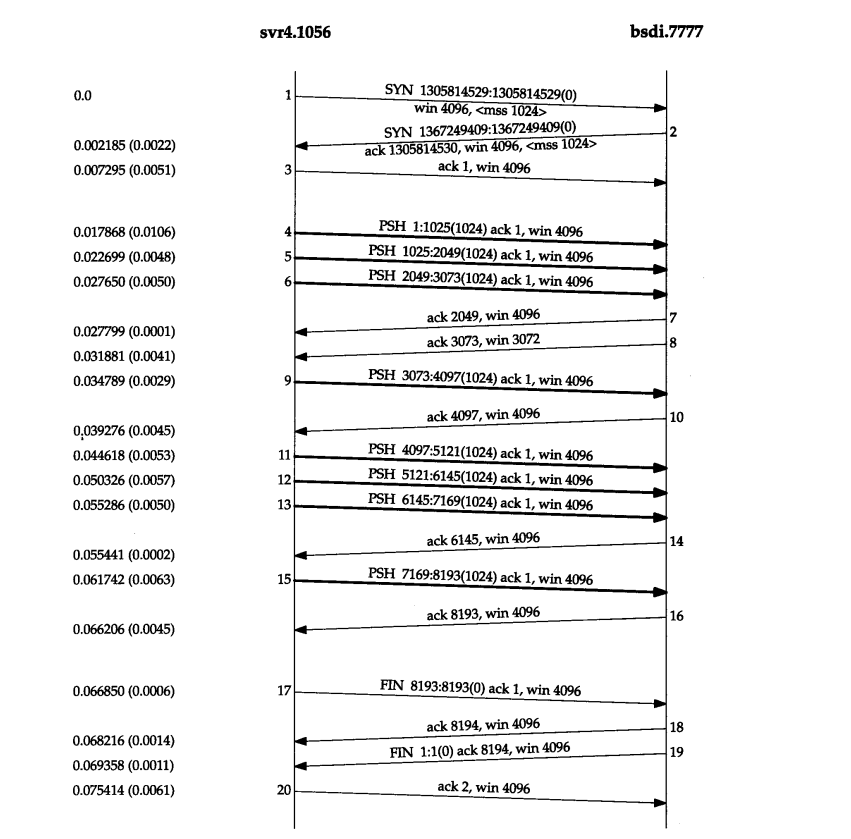 svr4.1056 bsdi.7777
0.0 1 SYN 1305814529:1305814529(0)
win 4096, <mss 1024>
SYN 1367249409:1367249409(0) 2
0.002185 (0.0022) ack 1305814530, win 4096, <mss 1024>
0.007295 (0.0051) 3 ack 1, win 4096
0.017868 (0.0106) 4 PSH 1:1025(1024) ack 1, win 4096
0.022699 (0.0048) 5 PSH 1025:2049(1024) ack 1, win 4096
0.027650 (0.0050) 6 PSH 2049:3073(1024) ack 1, win 4096
ack 2049, win 4096 7
0.027799 (0.0001)
ack 3073, win 3072 8
0.031881 (0.0041)
0.034789 (0.0029) 9 PSH 3073:4097(1024) ack 1, win 4096
ack 4097, win 4096 10
0.039276 (0.0045)
0.044618 (0.0053) 11 PSH 4097:5121(1024) ack 1, win 4096
0.050326 (0.0057) 12 PSH 5121:6145(1024) ack 1, win 4096
0.055286 (0.0050) 13 PSH 6145:7169(1024) ack 1, win 4096
ack 6145, win 4096 14
0.055441 (0.0002)
0.061742 (0.0063) 15 PSH 7169:8193(1024) ack 1, win 4096
ack 8193, win 4096 16
0.066206 (0.0045)
0.066850 (0.0006) 17 FIN 8193:8193(0) ack 1, win 4096
ack 8194, win 4096 18
0.068216 (0.0014)
FIN 1:1(0) ack 8194, win 4096 19
0.069358 (0.0011)
0.075414 (0.0061) 20 ack 2, win 4096